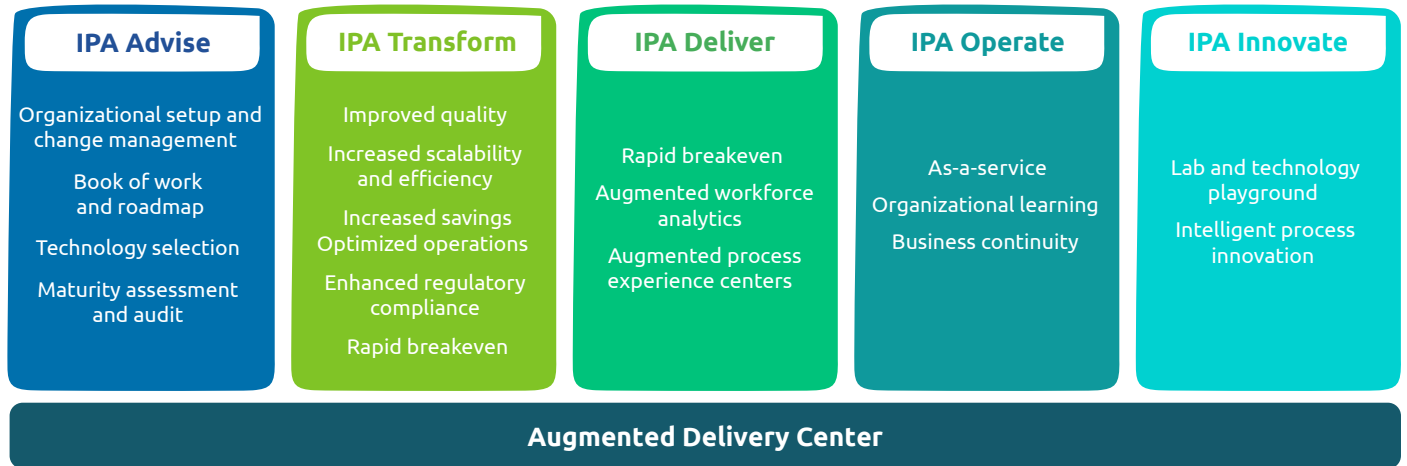 IPA Advise
Organizational setup and
change management
Book of work
and roadmap
Technology selection
Maturity assessment
and audit
IPA Transform
Improved quality
Increased scalability
and efficiency
Increased savings
Optimized operations
Enhanced regulatory
compliance
Rapid breakeven
IPA Deliver
Rapid breakeven
Augmented workforce
analytics
Augmented process
experience centers
IPA Operate
As-a-service
Organizational learning
Business continuity
IPA Innovate
Lab and technology
playground
Intelligent process
innovation
Augmented Delivery Center